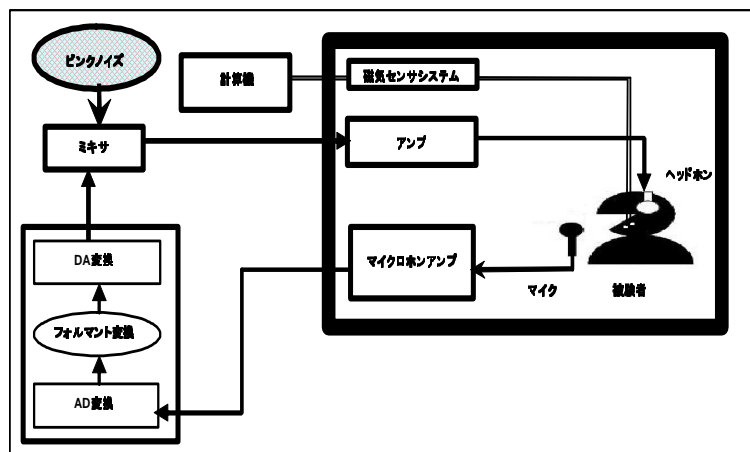 ピンクノイズ
計算機
磁気センサシステム
ミキサ
アンプ
ヘッドホン
DA変換
マイクロホンアンプ
マイク
被験者
フォルマント変換
AD変換